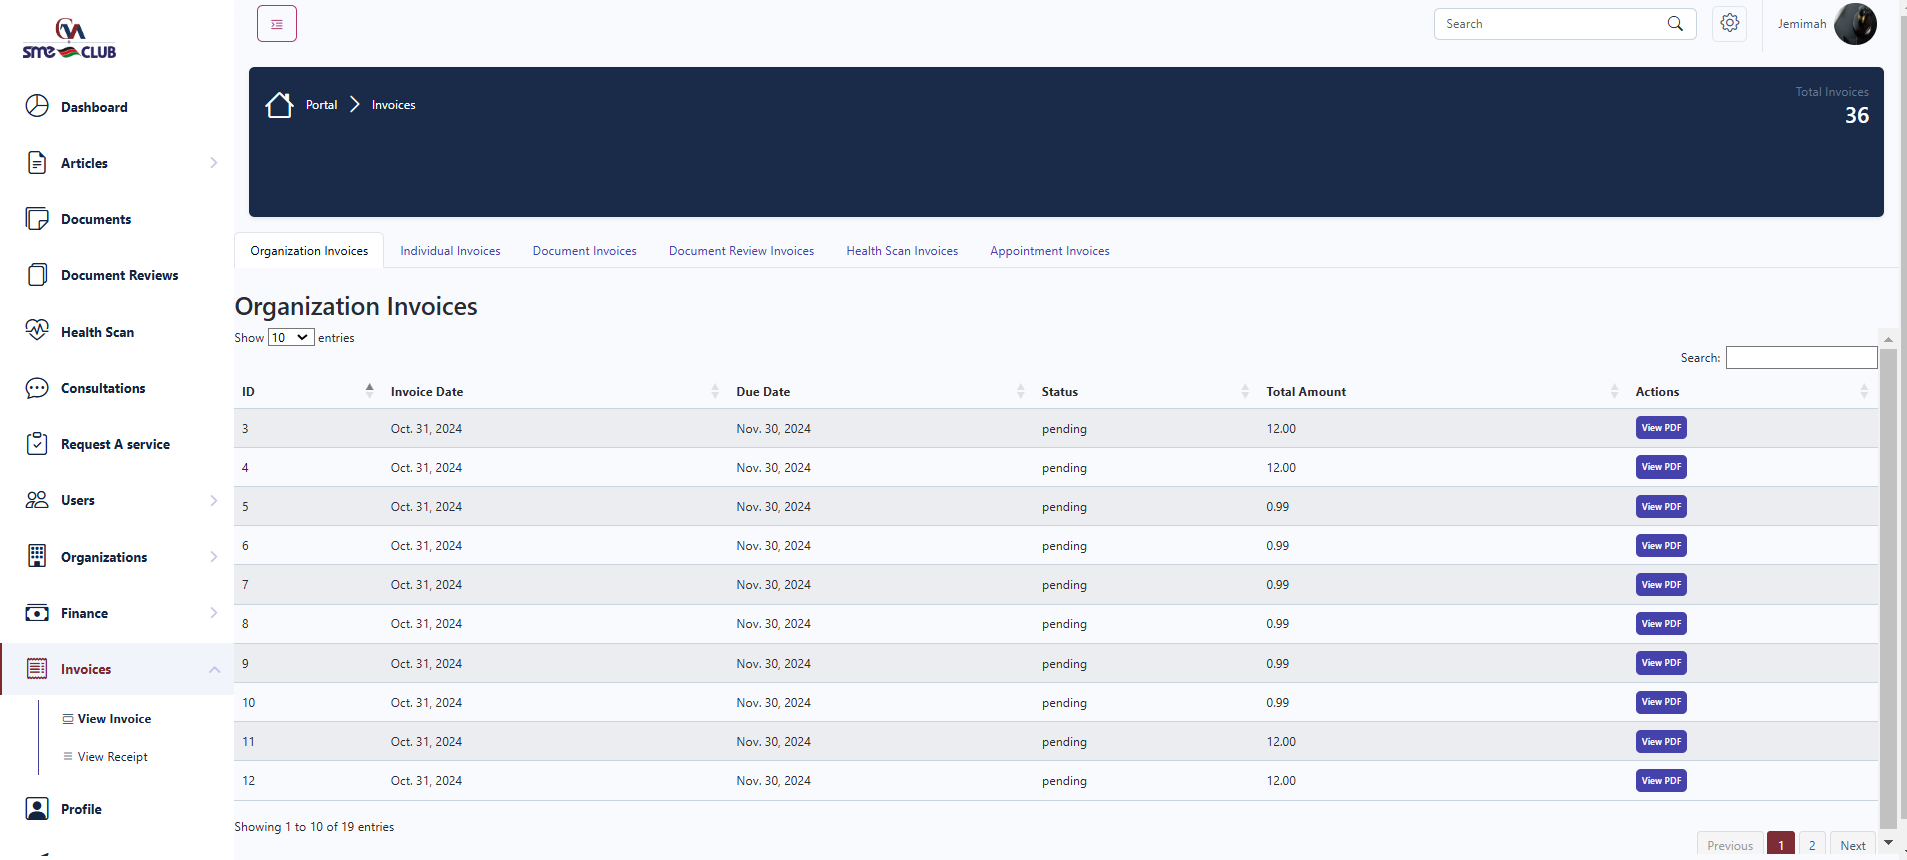 SME CLUB
Search
Jemimah
Dashboard
Articles
Documents
Document Reviews
Health Scan
Consultations
Request A service
Users
Organizations
Finance
Invoices
View Invoice
View Receipt
Profile
Portal Invoices
Total Invoices
36
Organization Invoices Individual Invoices Document Invoices Document Review Invoices Health Scan Invoices Appointment Invoices
Organization Invoices
Show 10 entries
Search:
ID Invoice Date Due Date Status Total Amount Actions
3 Oct. 31, 2024 Nov. 30, 2024 pending 12.00 View PDF
4 Oct. 31, 2024 Nov. 30, 2024 pending 12.00 View PDF
5 Oct. 31, 2024 Nov. 30, 2024 pending 0.99 View PDF
6 Oct. 31, 2024 Nov. 30, 2024 pending 0.99 View PDF
7 Oct. 31, 2024 Nov. 30, 2024 pending 0.99 View PDF
8 Oct. 31, 2024 Nov. 30, 2024 pending 0.99 View PDF
9 Oct. 31, 2024 Nov. 30, 2024 pending 0.99 View PDF
10 Oct. 31, 2024 Nov. 30, 2024 pending 0.99 View PDF
11 Oct. 31, 2024 Nov. 30, 2024 pending 12.00 View PDF
12 Oct. 31, 2024 Nov. 30, 2024 pending 12.00 View PDF
Showing 1 to 10 of 19 entries
Previous 1 2 Next